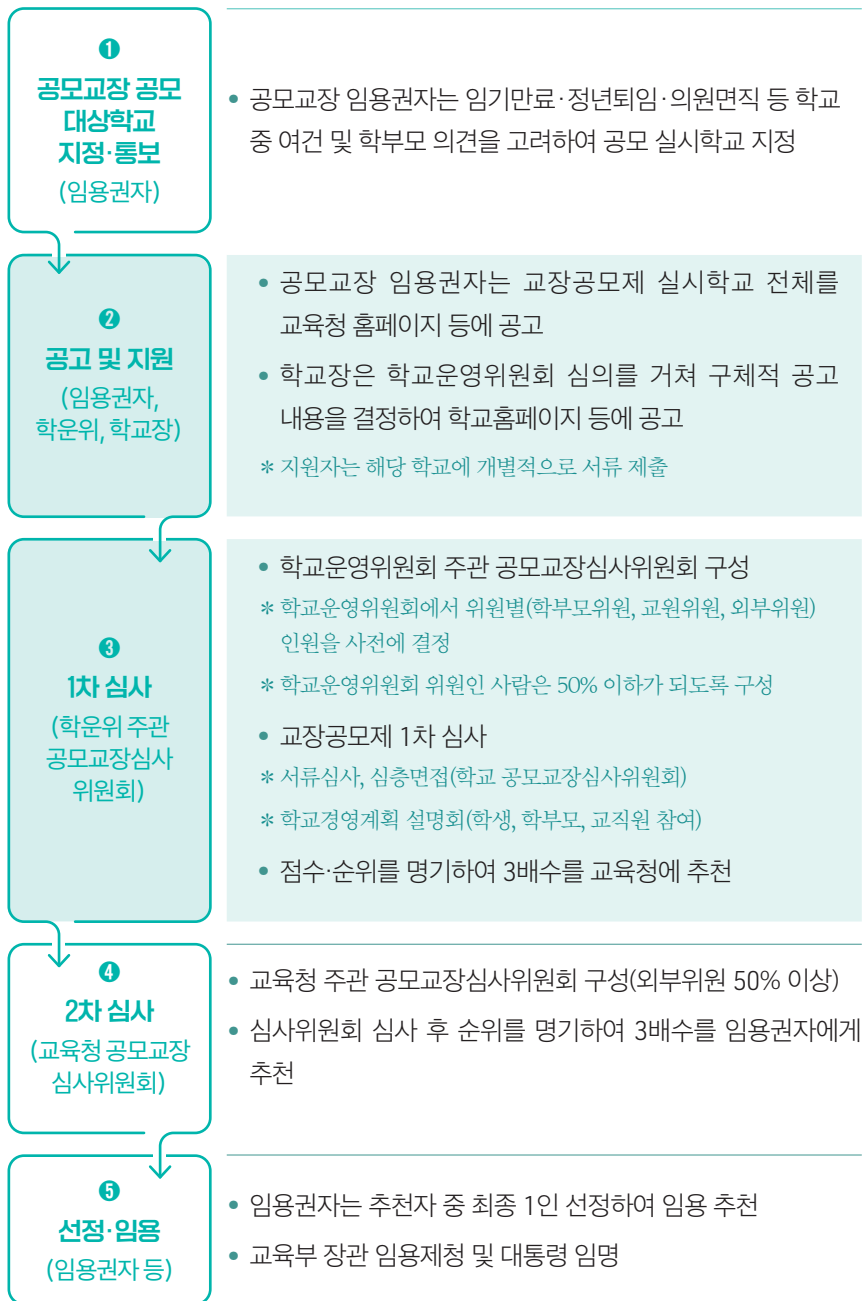 ❶
공모교장 공모
대상학교
지정·통보
(임용권자)
• 공모교장 임용권자는 임기만료·정년퇴임·의원면직 등 학교
중 여건 및 학부모 의견을 고려하여 공모 실시학교 지정
❷
공고 및 지원
(임용권자,
학운위, 학교장)
• 공모교장 임용권자는 교장공모제 실시학교 전체를
교육청 홈페이지 등에 공고
• 학교장은 학교운영위원회 심의를 거쳐 구체적 공고
내용을 결정하여 학교홈페이지 등에 공고
* 지원자는 해당 학교에 개별적으로 서류 제출
❸
1차 심사
(학운위 주관
공모교장심사
위원회)
• 학교운영위원회 주관 공모교장심사위원회 구성
* 학교운영위원회에서 위원별(학부모위원, 교원위원, 외부위원)
인원을 사전에 결정
* 학교운영위원회 위원인 사람은 50% 이하가 되도록 구성
• 교장공모제 1차 심사
* 서류심사, 심층면접(학교 공모교장심사위원회)
* 학교경영계획 설명회(학생, 학부모, 교직원 참여)
• 점수·순위를 명기하여 3배수를 교육청에 추천
❹
2차 심사
(교육청 공모교장
심사위원회)
• 교육청 주관 공모교장심사위원회 구성(외부위원 50% 이상)
• 심사위원회 심사 후 순위를 명기하여 3배수를 임용권자에게
추천
❺
선정·임용
(임용권자 등)
• 임용권자는 추천자 중 최종 1인 선정하여 임용 추천
• 교육부 장관 임용제청 및 대통령 임명